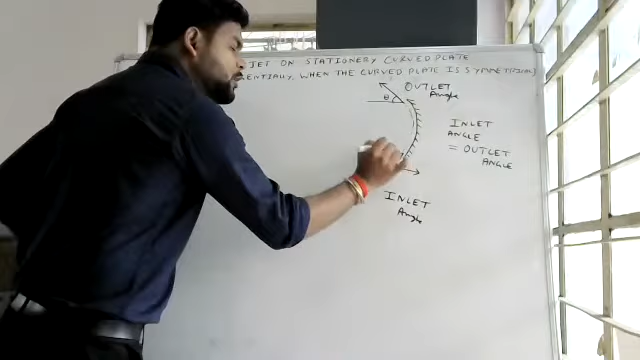 JET ON STATIONERY CURVED PLATE
ENTIALLY, WHEN THE CURVED PLATE IS SYMMETRICAL
OUTLET
Angle
θ
INLET
ANGLE
= OUTLET
ANGLE
INLET
Angle